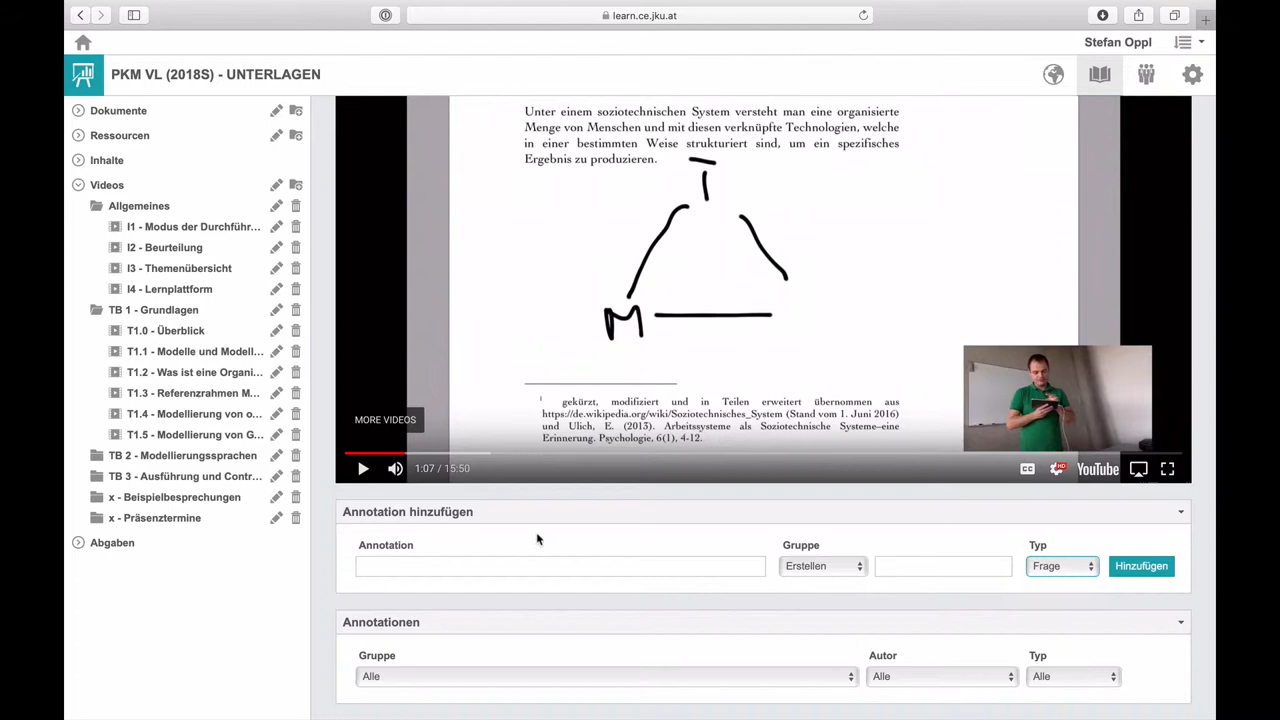 learn.ce.jku.at
Stefan Oppl
PKM VL (2018S) - UNTERLAGEN
Dokumente
Ressourcen
Inhalte
Videos
Allgemeines
I1 - Modus der Durchführ...
I2 - Beurteilung
I3 - Themenübersicht
I4 - Lernplattform
TB 1 - Grundlagen
T1.0 - Überblick
T1.1 - Modelle und Modell...
T1.2 - Was ist eine Organi...
T1.3 - Referenzrahmen M...
T1.4 - Modellierung von o...
T1.5 - Modellierung von G...
TB 2 - Modellierungssprachen
TB 3 - Ausführung und Contr...
x - Beispielbesprechungen
x - Präsenztermine
Abgaben
Unter einem soziotechnischen System versteht man eine organisierte
Menge von Menschen und mit diesen verknüpfte Technologien, welche
in einer bestimmten Weise strukturiert sind, um ein spezifisches
Ergebnis zu produzieren.
T
M
1 gekürzt, modifiziert und in Teilen erweitert übernommen aus
https://de.wikipedia.org/wiki/Soziotechnisches_System (Stand vom 1. Juni 2016)
und Ulich, E. (2013). Arbeitssysteme als Soziotechnische Systeme–eine
Erinnerung. Psychologie, 6(1), 4-12.
MORE VIDEOS
1:07 / 15:50
CC
HD
YouTube
Annotation hinzufügen
Annotation Gruppe Typ
Erstellen Frage Hinzufügen
Annotationen
Gruppe Autor Typ
Alle Alle Alle